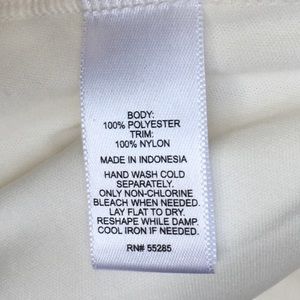 BODY:
100% POLYESTER
TRIM:
100% NYLON
MADE IN INDONESIA
HAND WASH COLD
SEPARATELY.
ONLY NON-CHLORINE
BLEACH WHEN NEEDED.
LAY FLAT TO DRY.
RESHAPE WHILE DAMP.
COOL IRON IF NEEDED.
RN# 55285